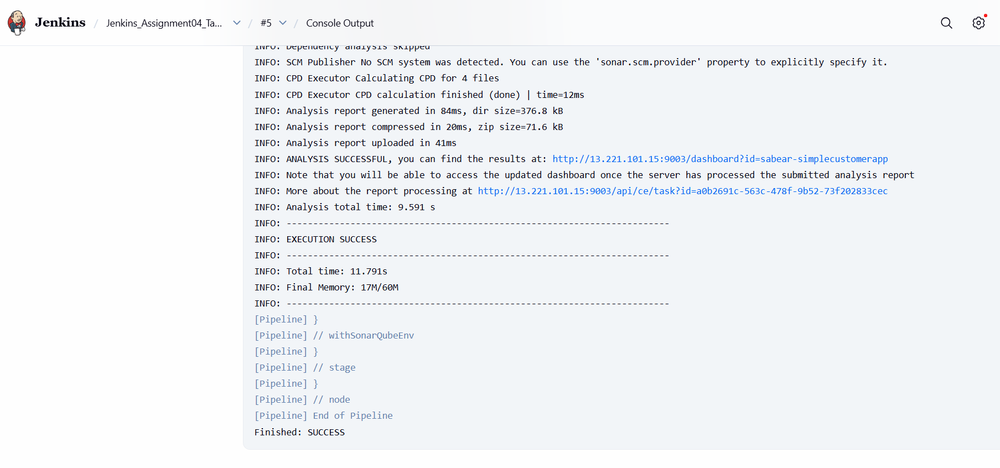 Jenkins / Jenkins_Assignment04_Ta... / #5 / Console Output
INFO: Dependency analysis skipped
INFO: SCM Publisher No SCM system was detected. You can use the 'sonar.scm.provider' property to explicitly specify it.
INFO: CPD Executor Calculating CPD for 4 files
INFO: CPD Executor CPD calculation finished (done) | time=12ms
INFO: Analysis report generated in 84ms, dir size=376.8 kB
INFO: Analysis report compressed in 20ms, zip size=71.6 kB
INFO: Analysis report uploaded in 41ms
INFO: ANALYSIS SUCCESSFUL, you can find the results at: http://13.221.101.15:9003/dashboard?id=sabear-simplecustomerapp
INFO: Note that you will be able to access the updated dashboard once the server has processed the submitted analysis report
INFO: More about the report processing at http://13.221.101.15:9003/api/ce/task?id=a0b2691c-563c-478f-9b52-73f202833cec
INFO: Analysis total time: 9.591 s
INFO: ------------------------------------------------------------------------
INFO: EXECUTION SUCCESS
INFO: ------------------------------------------------------------------------
INFO: Total time: 11.791s
INFO: Final Memory: 17M/60M
INFO: ------------------------------------------------------------------------
[Pipeline] }
[Pipeline] // withSonarQubeEnv
[Pipeline] }
[Pipeline] // stage
[Pipeline] }
[Pipeline] // node
[Pipeline] End of Pipeline
Finished: SUCCESS